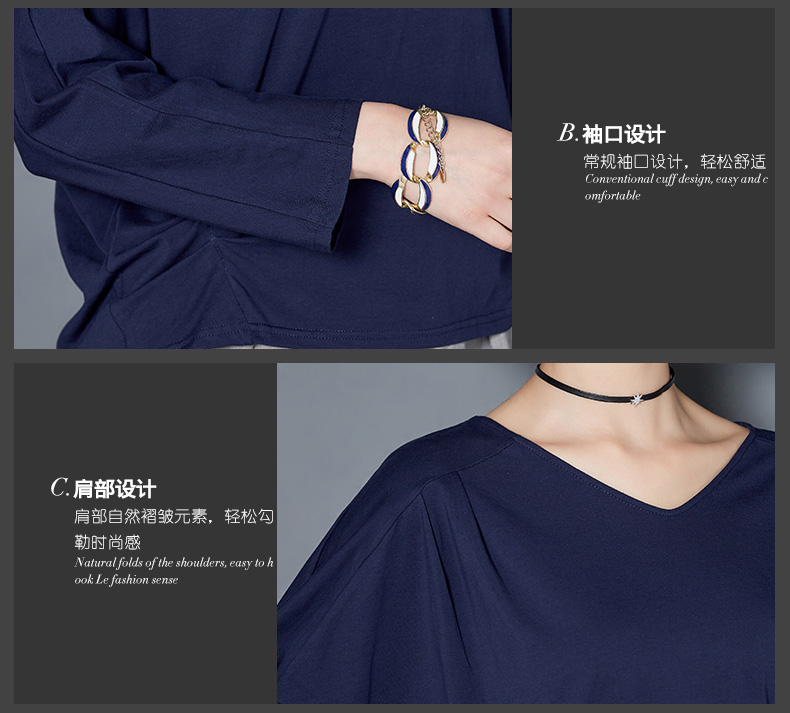 B.袖口设计
常规袖口设计，轻松舒适
Conventional cuff design, easy and c
omfortable
C.肩部设计
肩部自然褶皱元素，轻松勾
勒时尚感
Natural folds of the shoulders, easy to h
ook Le fashion sense